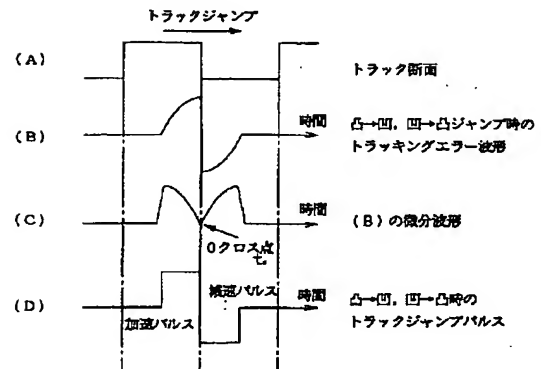 トラックジャンプ
(A)
トラック断面
(B)
時間
凸→凹,凹→凸ジャンプ時の
トラッキングエラー波形
(C)
時間
(B)の微分波形
0クロス点
t₀
(D)
減速パルス
時間
加速パルス
凸→凹,凹→凸時の
トラックジャンプパルス